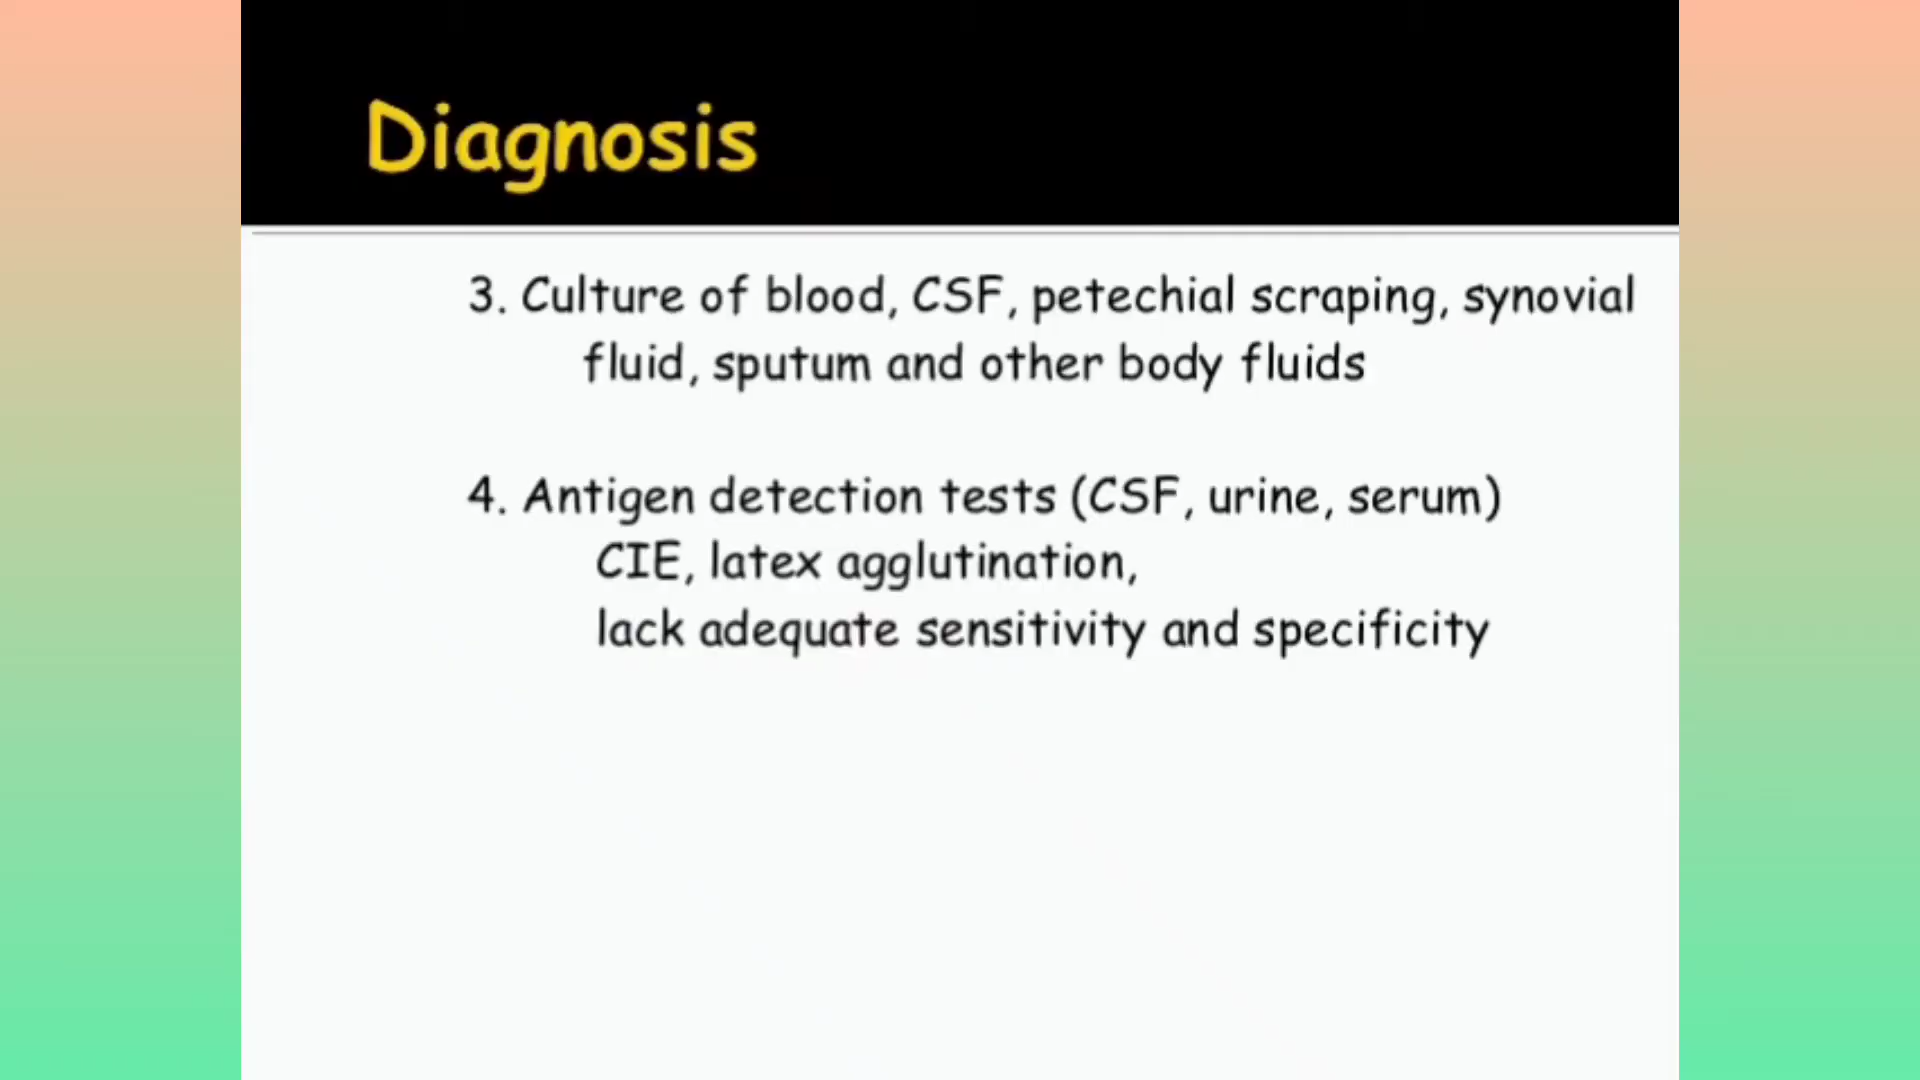 Diagnosis
3. Culture of blood, CSF, petechial scraping, synovial
fluid, sputum and other body fluids
4. Antigen detection tests (CSF, urine, serum)
CIE, latex agglutination,
lack adequate sensitivity and specificity